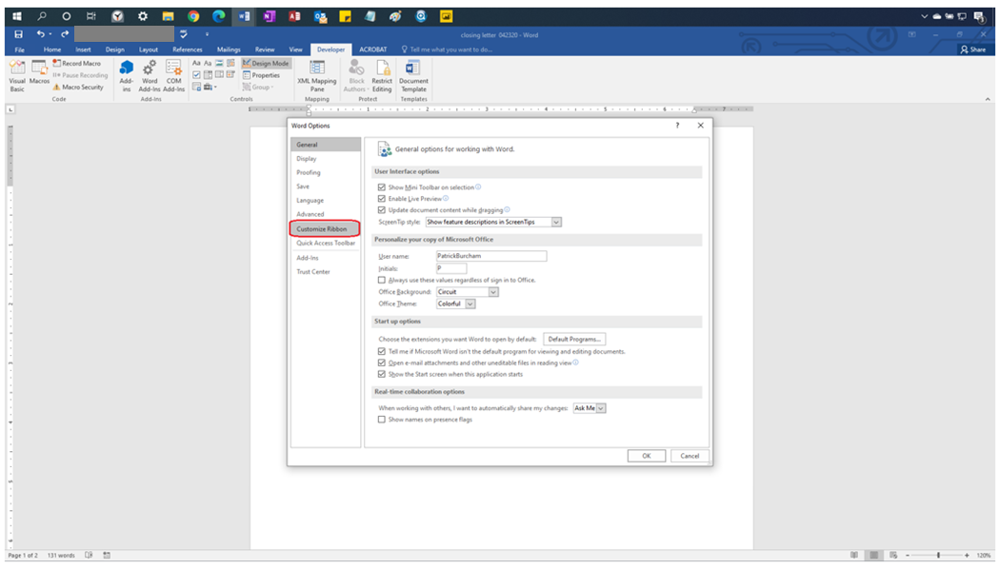 closing letter 042320 - Word
File Home Insert Design Layout References Mailings Review View Developer ACROBAT Tell me what you want to do... Share
Visual Basic
Macros
Record Macro
Pause Recording
Macro Security
Code
Add-ins
Word Add-Ins
COM Add-Ins
Add-Ins
Aa Aa
Design Mode
Properties
Group
Controls
XML Mapping Pane
Mapping
Block Authors
Restrict Editing
Protect
Document Template
Templates
Word Options ?
General
Display
Proofing
Save
Language
Advanced
Customize Ribbon
Quick Access Toolbar
Add-Ins
Trust Center
General options for working with Word.
User Interface options
Show Mini Toolbar on selection
Enable Live Preview
Update document content while dragging
ScreenTip style: Show feature descriptions in ScreenTips
Personalize your copy of Microsoft Office
User name: PatrickBurcham
Initials: P
Always use these values regardless of sign in to Office.
Office Background: Circuit
Office Theme: Colorful
Start up options
Choose the extensions you want Word to open by default: Default Programs...
Tell me if Microsoft Word isn't the default program for viewing and editing documents.
Open e-mail attachments and other uneditable files in reading view
Show the Start screen when this application starts
Real-time collaboration options
When working with others, I want to automatically share my changes: Ask Me
Show names on presence flags
OK Cancel
Page 1 of 2 131 words 120%